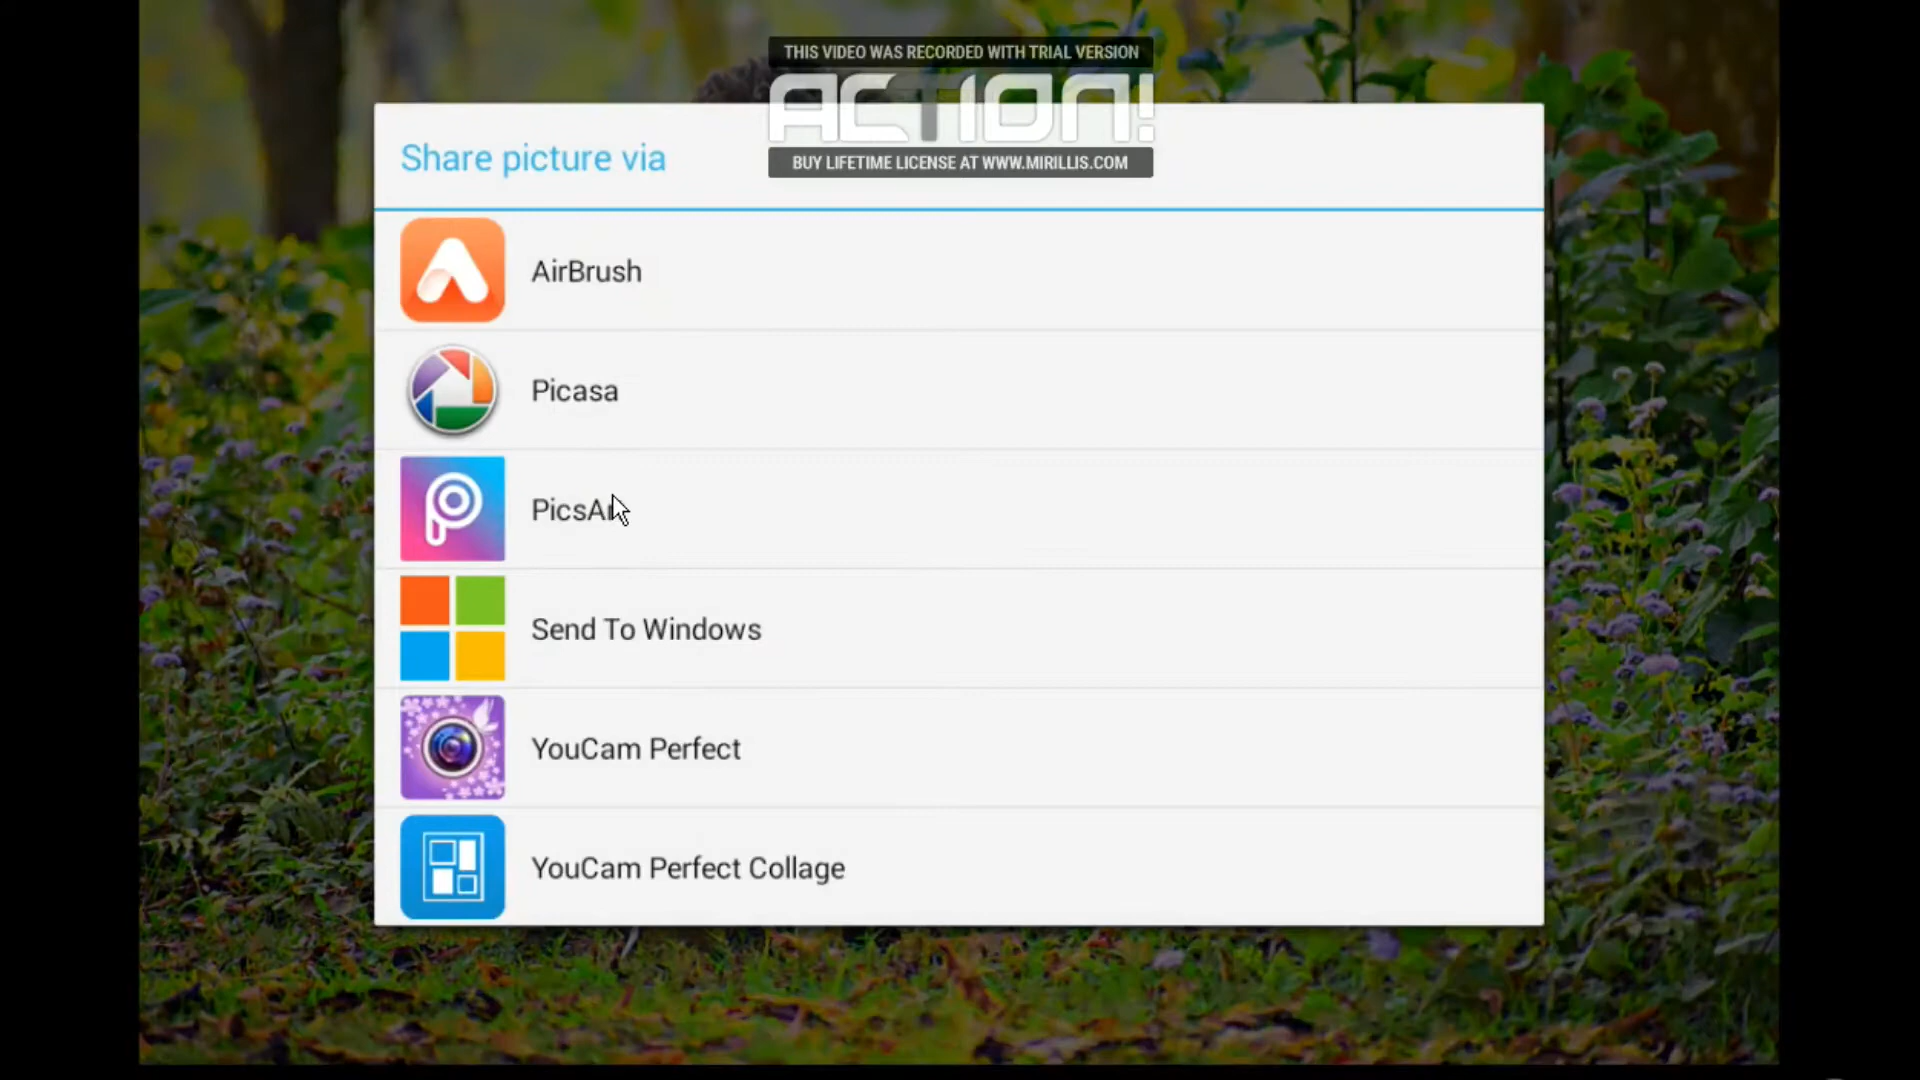 THIS VIDEO WAS RECORDED WITH TRIAL VERSION
ACTION!
BUY LIFETIME LICENSE AT WWW.MIRILLIS.COM
Share picture via
AirBrush
Picasa
PicsArt
Send To Windows
YouCam Perfect
YouCam Perfect Collage